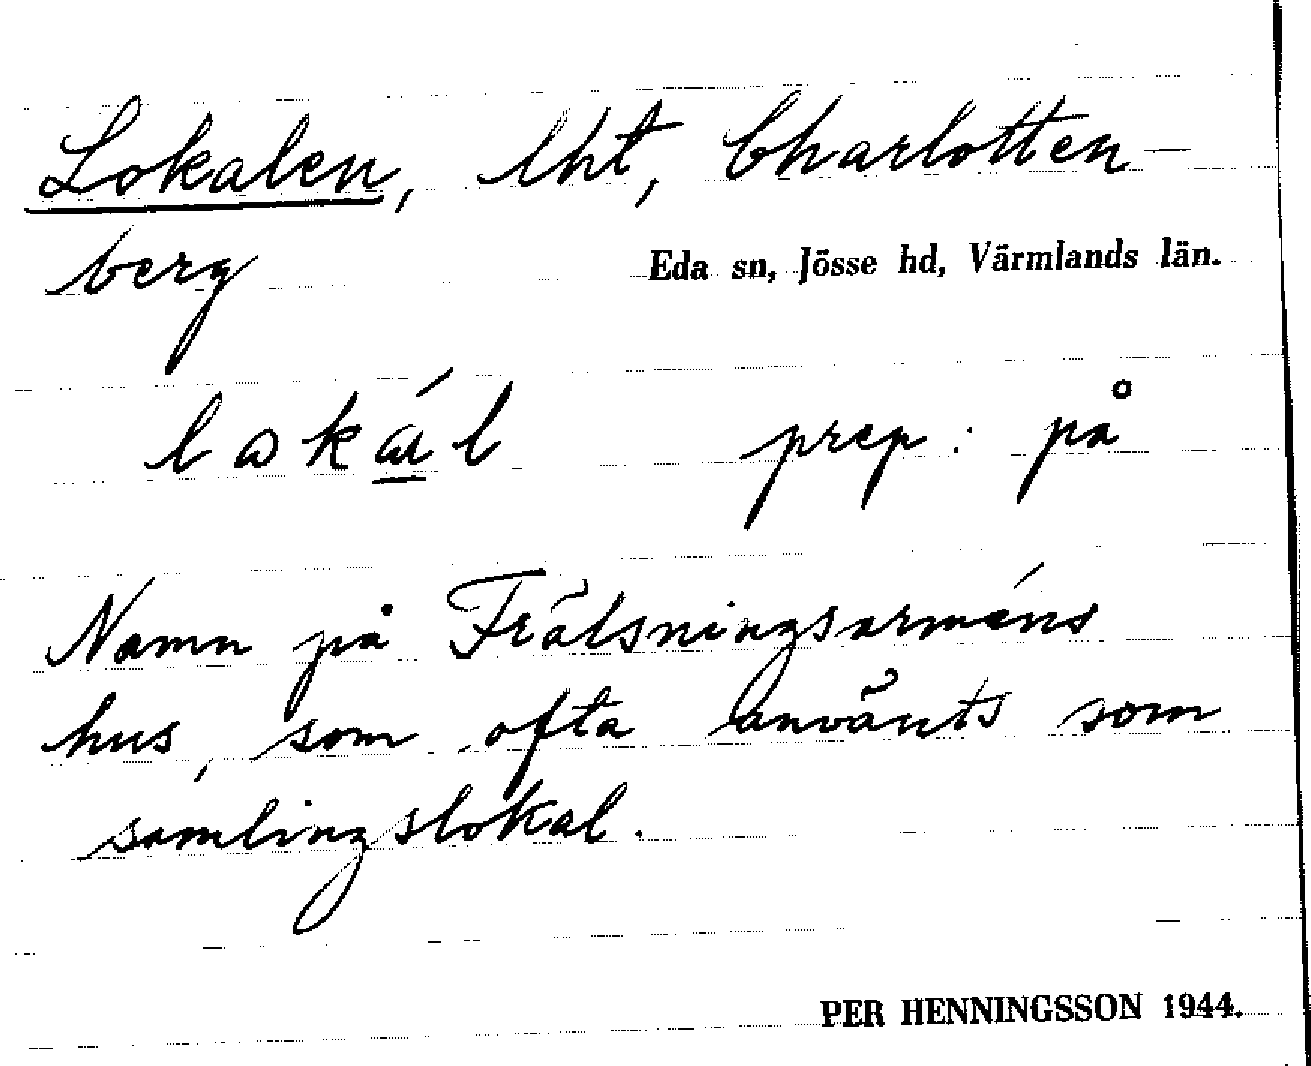 Lokalen, lht, Charlotten-
berg
Eda sn, Jösse hd, Värmlands län.
lokál prep: på
Namn på Frälsningsarméns
hus, som ofta använts som
samlingslokal.
PER HENNINGSSON 1944.